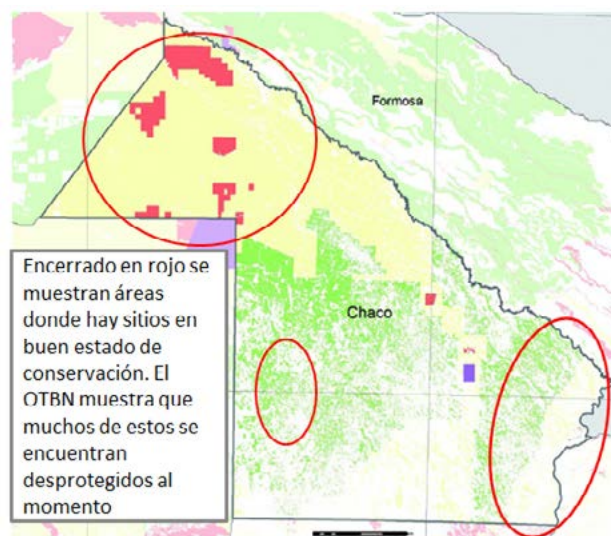 Formosa
Chaco
Encerrado en rojo se
muestran áreas
donde hay sitios en
buen estado de
conservación. El
OTBN muestra que
muchos de estos se
encuentran
desprotegidos al
momento